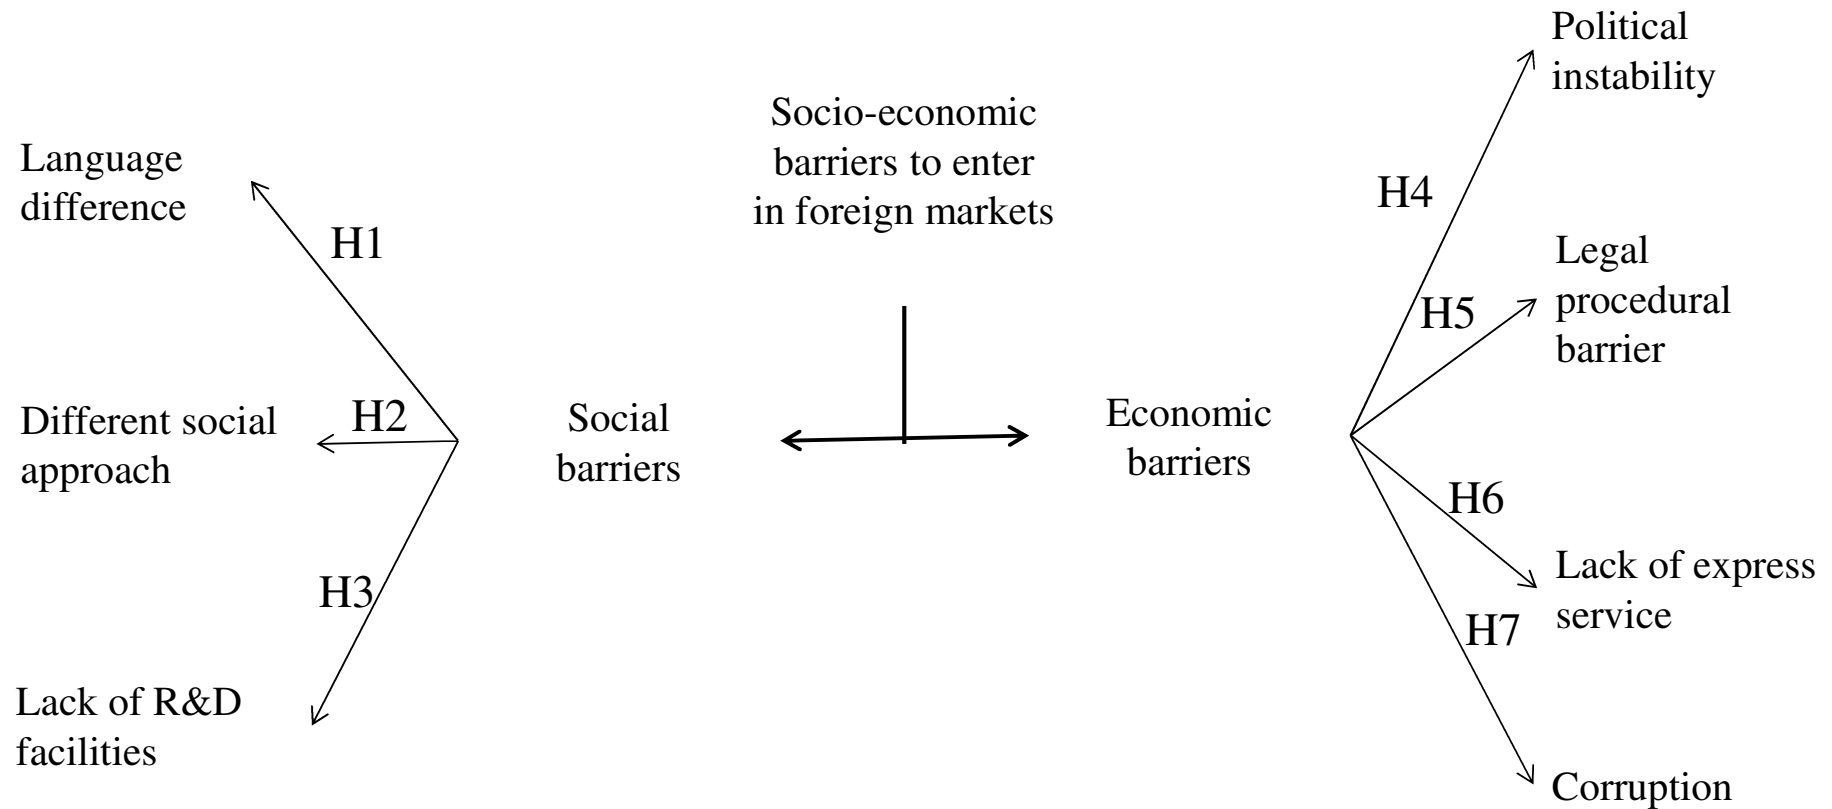 Socio-economic
barriers to enter
in foreign markets
Language
difference
H1
Different social
approach
H2
Lack of R&D
facilities
H3
Social
barriers
Economic
barriers
H4
Political
instability
H5
Legal
procedural
barrier
H6
Lack of express
service
H7
Corruption